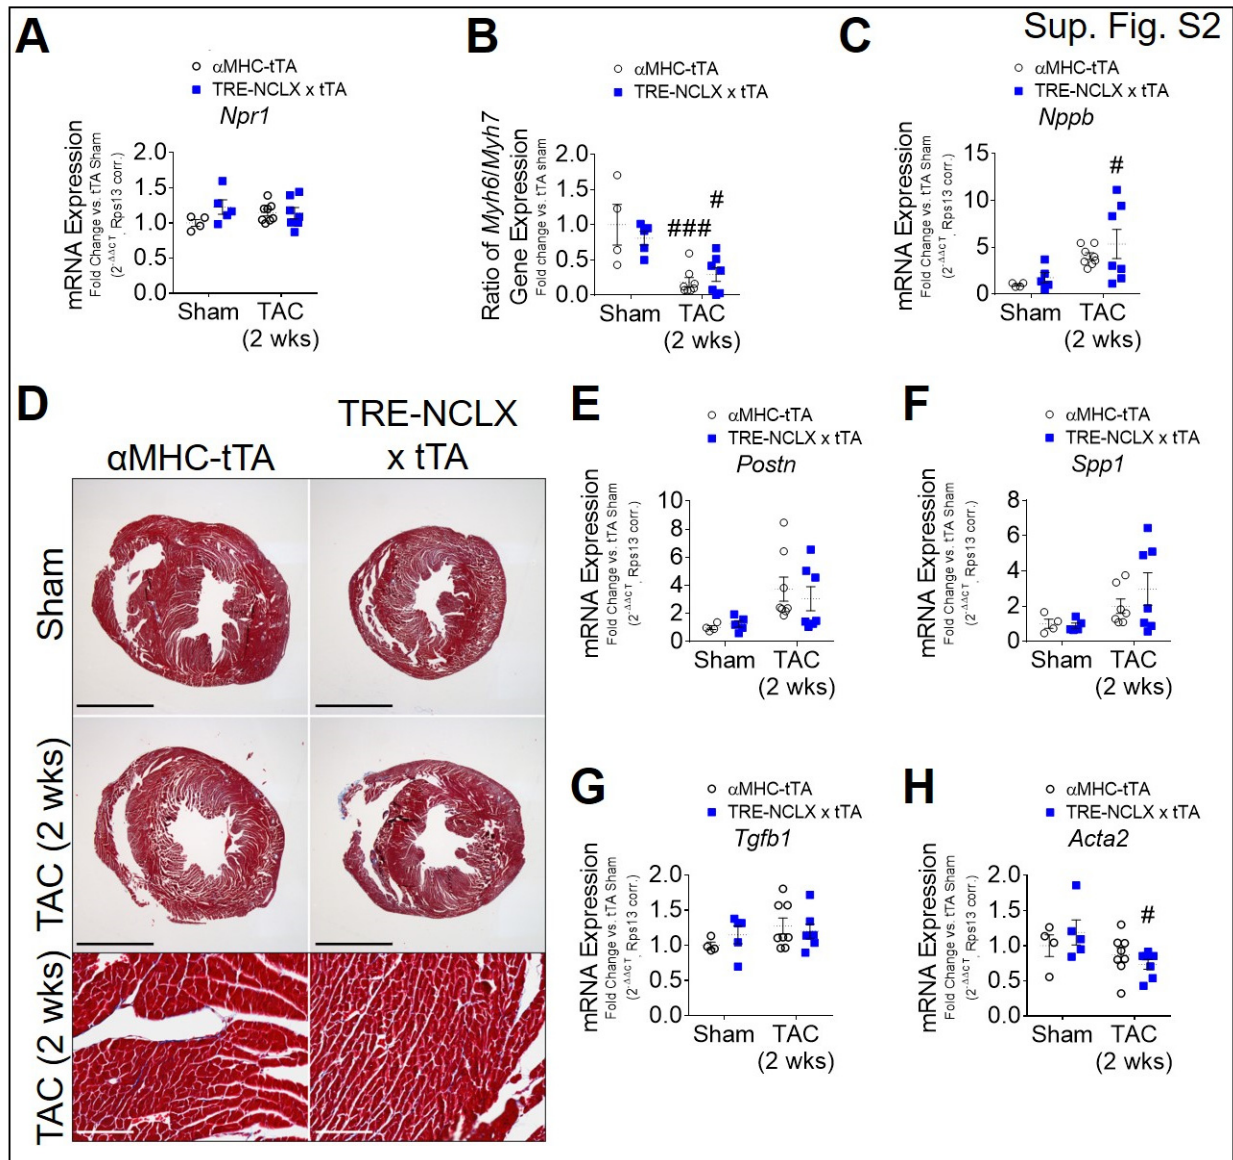 Sup. Fig. S2
A
αMHC-tTA
TRE-NCLX x tTA
Npr1
mRNA Expression
Fold Change vs. tTA Sham
(2^-ΔΔCT, Rps13 corr.)
2.0
1.5
1.0
0.5
0.0
Sham
TAC
(2 wks)
B
αMHC-tTA
TRE-NCLX x tTA
Ratio of Myh6/Myh7
Gene Expression
Fold change vs. tTA sham
2.0
1.5
1.0
0.5
0.0
###
#
Sham
TAC
(2 wks)
C
αMHC-tTA
TRE-NCLX x tTA
Nppb
mRNA Expression
Fold Change vs. tTA Sham
(2^-ΔΔCT, Rps13 corr.)
15
10
5
0
#
Sham
TAC
(2 wks)
D
αMHC-tTA
TRE-NCLX
x tTA
Sham
TAC (2 wks)
TAC (2 wks)
E
αMHC-tTA
TRE-NCLX x tTA
Postn
mRNA Expression
Fold Change vs. tTA Sham
(2^-ΔΔCT, Rps13 corr.)
10
8
6
4
2
0
Sham
TAC
(2 wks)
F
αMHC-tTA
TRE-NCLX x tTA
Spp1
mRNA Expression
Fold Change vs. tTA Sham
(2^-ΔΔCT, Rps13 corr.)
8
6
4
2
0
Sham
TAC
(2 wks)
G
αMHC-tTA
TRE-NCLX x tTA
Tgfb1
mRNA Expression
Fold Change vs. tTA Sham
(2^-ΔΔCT, Rps13 corr.)
2.0
1.5
1.0
0.5
0.0
Sham
TAC
(2 wks)
H
αMHC-tTA
TRE-NCLX x tTA
Acta2
mRNA Expression
Fold Change vs. tTA Sham
(2^-ΔΔCT, Rps13 corr.)
2.0
1.5
1.0
0.5
0.0
#
Sham
TAC
(2 wks)